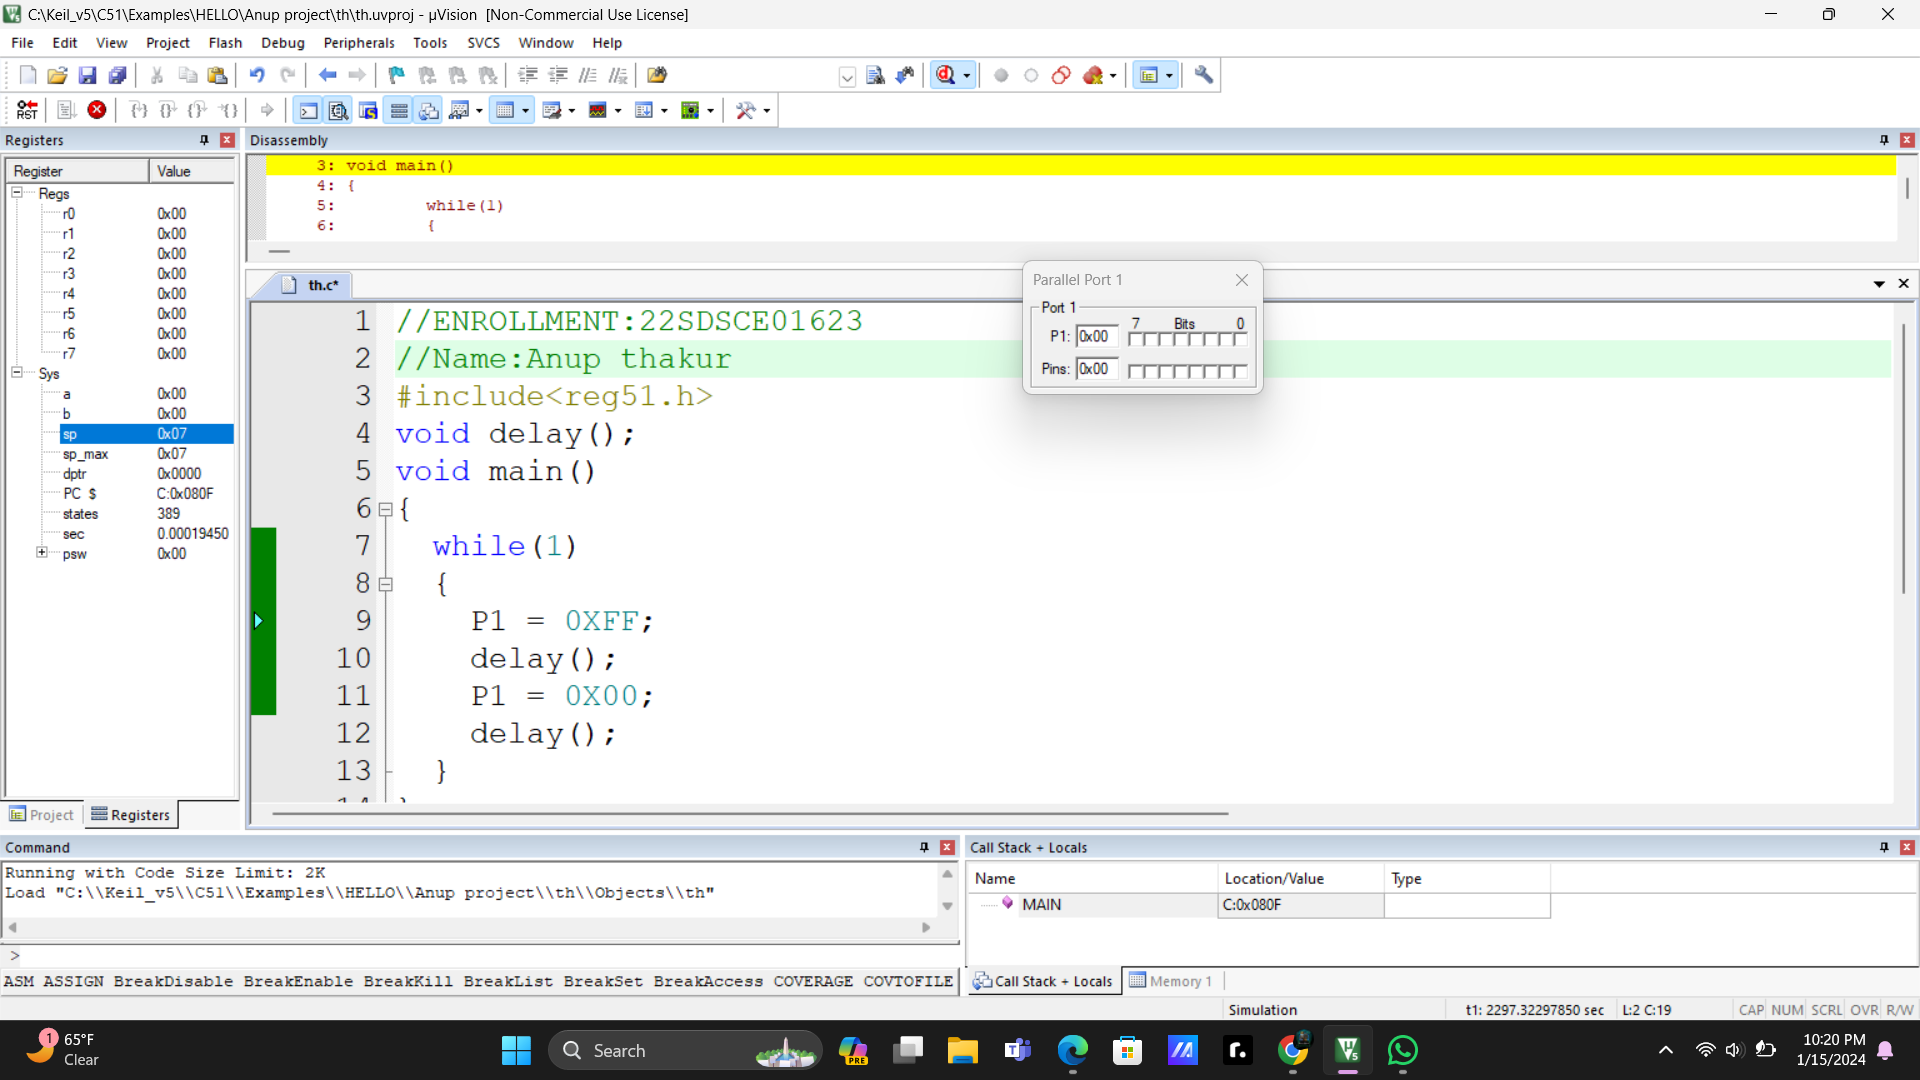 C:\Keil_v5\C51\Examples\HELLO\Anup project\th\th.uvproj - µVision [Non-Commercial Use License]
File Edit View Project Flash Debug Peripherals Tools SVCS Window Help
Registers
Register Value
Regs
r0 0x00
r1 0x00
r2 0x00
r3 0x00
r4 0x00
r5 0x00
r6 0x00
r7 0x00
Sys
a 0x00
b 0x00
sp 0x07
sp_max 0x07
dptr 0x0000
PC $ C:0x080F
states 389
sec 0.00019450
psw 0x00
Project Registers
Disassembly
3: void main()
4: {
5: while(1)
6: {
th.c*
1 //ENROLLMENT:22SDSCE01623
2 //Name:Anup thakur
3 #include<reg51.h>
4 void delay();
5 void main()
6 {
7 while(1)
8 {
9 P1 = 0XFF;
10 delay();
11 P1 = 0X00;
12 delay();
13 }
Parallel Port 1
Port 1
7 Bits 0
P1: 0x00
Pins: 0x00
Command
Running with Code Size Limit: 2K
Load "C:\\Keil_v5\\C51\\Examples\\HELLO\\Anup project\\th\\Objects\\th"
>
ASM ASSIGN BreakDisable BreakEnable BreakKill BreakList BreakSet BreakAccess COVERAGE COVTOFILE
Call Stack + Locals
Name Location/Value Type
MAIN C:0x080F
Call Stack + Locals Memory 1
Simulation t1: 2297.32297850 sec L:2 C:19 CAP NUM SCRL OVR R/W
1 65°F
Clear
Search
PRE
10:20 PM
1/15/2024